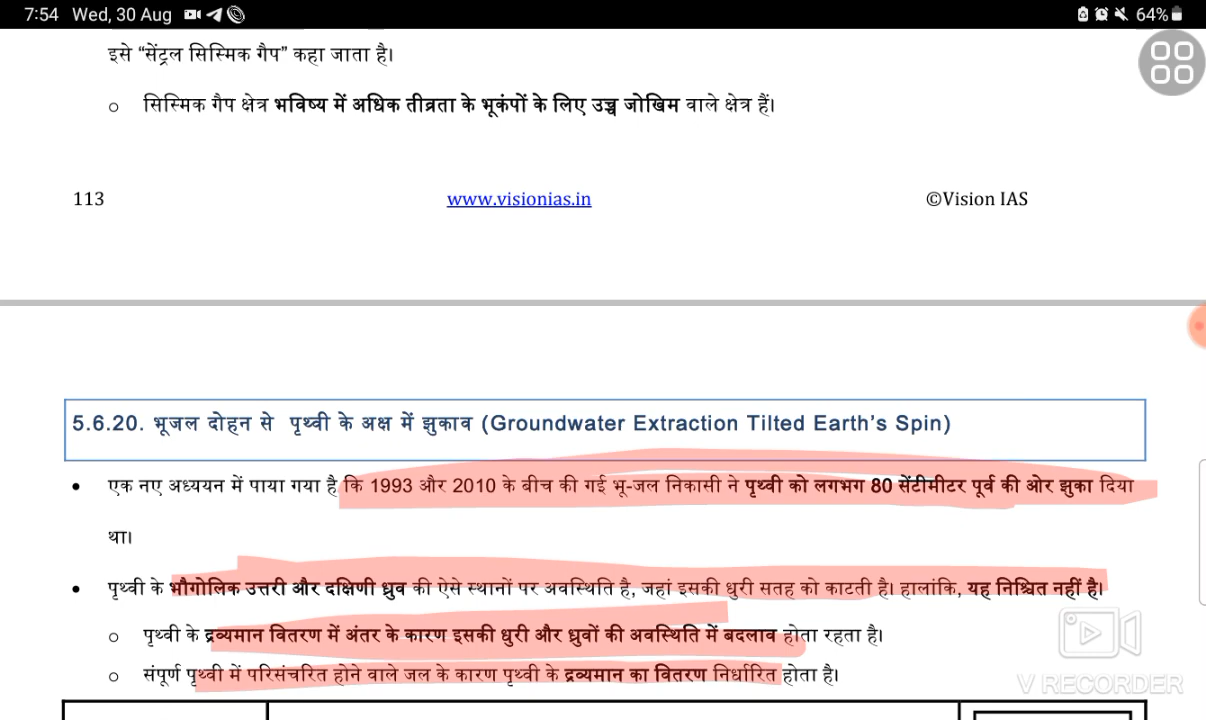 7:54 Wed, 30 Aug 64%
इसे “सेंट्रल सिस्मिक गैप” कहा जाता है।
o सिस्मिक गैप क्षेत्र भविष्य में अधिक तीव्रता के भूकंपों के लिए उच्च जोखिम वाले क्षेत्र हैं।
113 www.visionias.in ©Vision IAS
5.6.20. भूजल दोहन से पृथ्वी के अक्ष में झुकाव (Groundwater Extraction Tilted Earth’s Spin)
• एक नए अध्ययन में पाया गया है कि 1993 और 2010 के बीच की गई भू-जल निकासी ने पृथ्वी को लगभग 80 सेंटीमीटर पूर्व की ओर झुका दिया
था।
• पृथ्वी के भौगोलिक उत्तरी और दक्षिणी ध्रुव की ऐसे स्थानों पर अवस्थिति है, जहां इसकी धुरी सतह को काटती है। हालांकि, यह निश्चित नहीं है।
o पृथ्वी के द्रव्यमान वितरण में अंतर के कारण इसकी धुरी और ध्रुवों की अवस्थिति में बदलाव होता रहता है।
o संपूर्ण पृथ्वी में परिसंचरित होने वाले जल के कारण पृथ्वी के द्रव्यमान का वितरण निर्धारित होता है।
V RECORDER